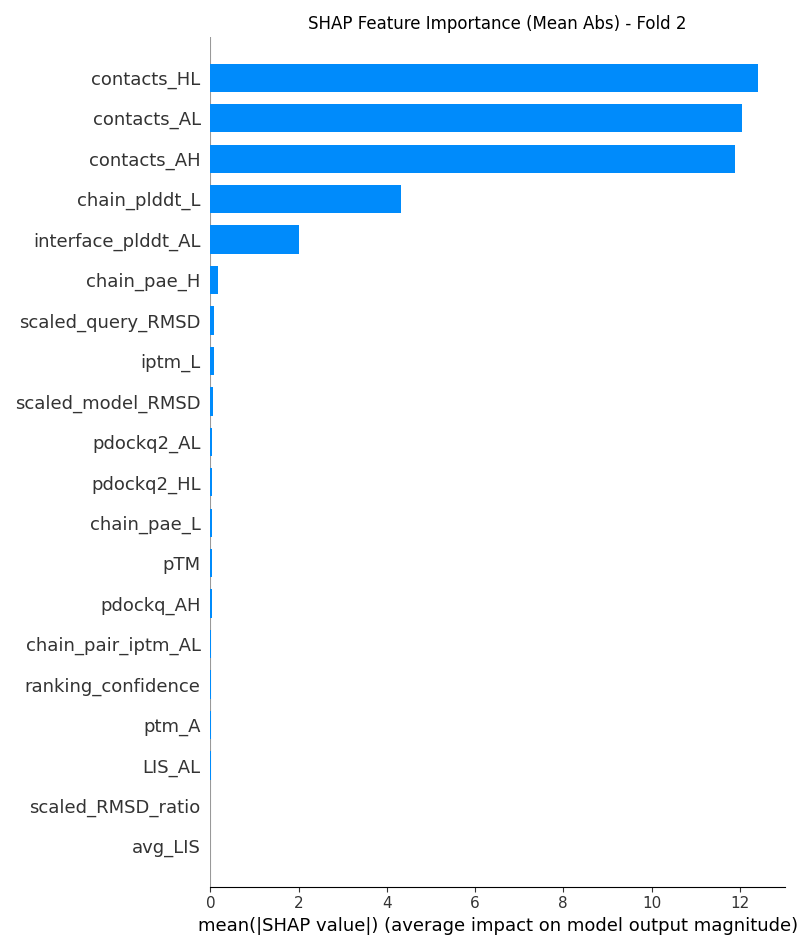 SHAP Feature Importance (Mean Abs) - Fold 2
contacts_HL
contacts_AL
contacts_AH
chain_plddt_L
interface_plddt_AL
chain_pae_H
scaled_query_RMSD
iptm_L
scaled_model_RMSD
pdockq2_AL
pdockq2_HL
chain_pae_L
pTM
pdockq_AH
chain_pair_iptm_AL
ranking_confidence
ptm_A
LIS_AL
scaled_RMSD_ratio
avg_LIS
0 2 4 6 8 10 12
mean(|SHAP value|) (average impact on model output magnitude)